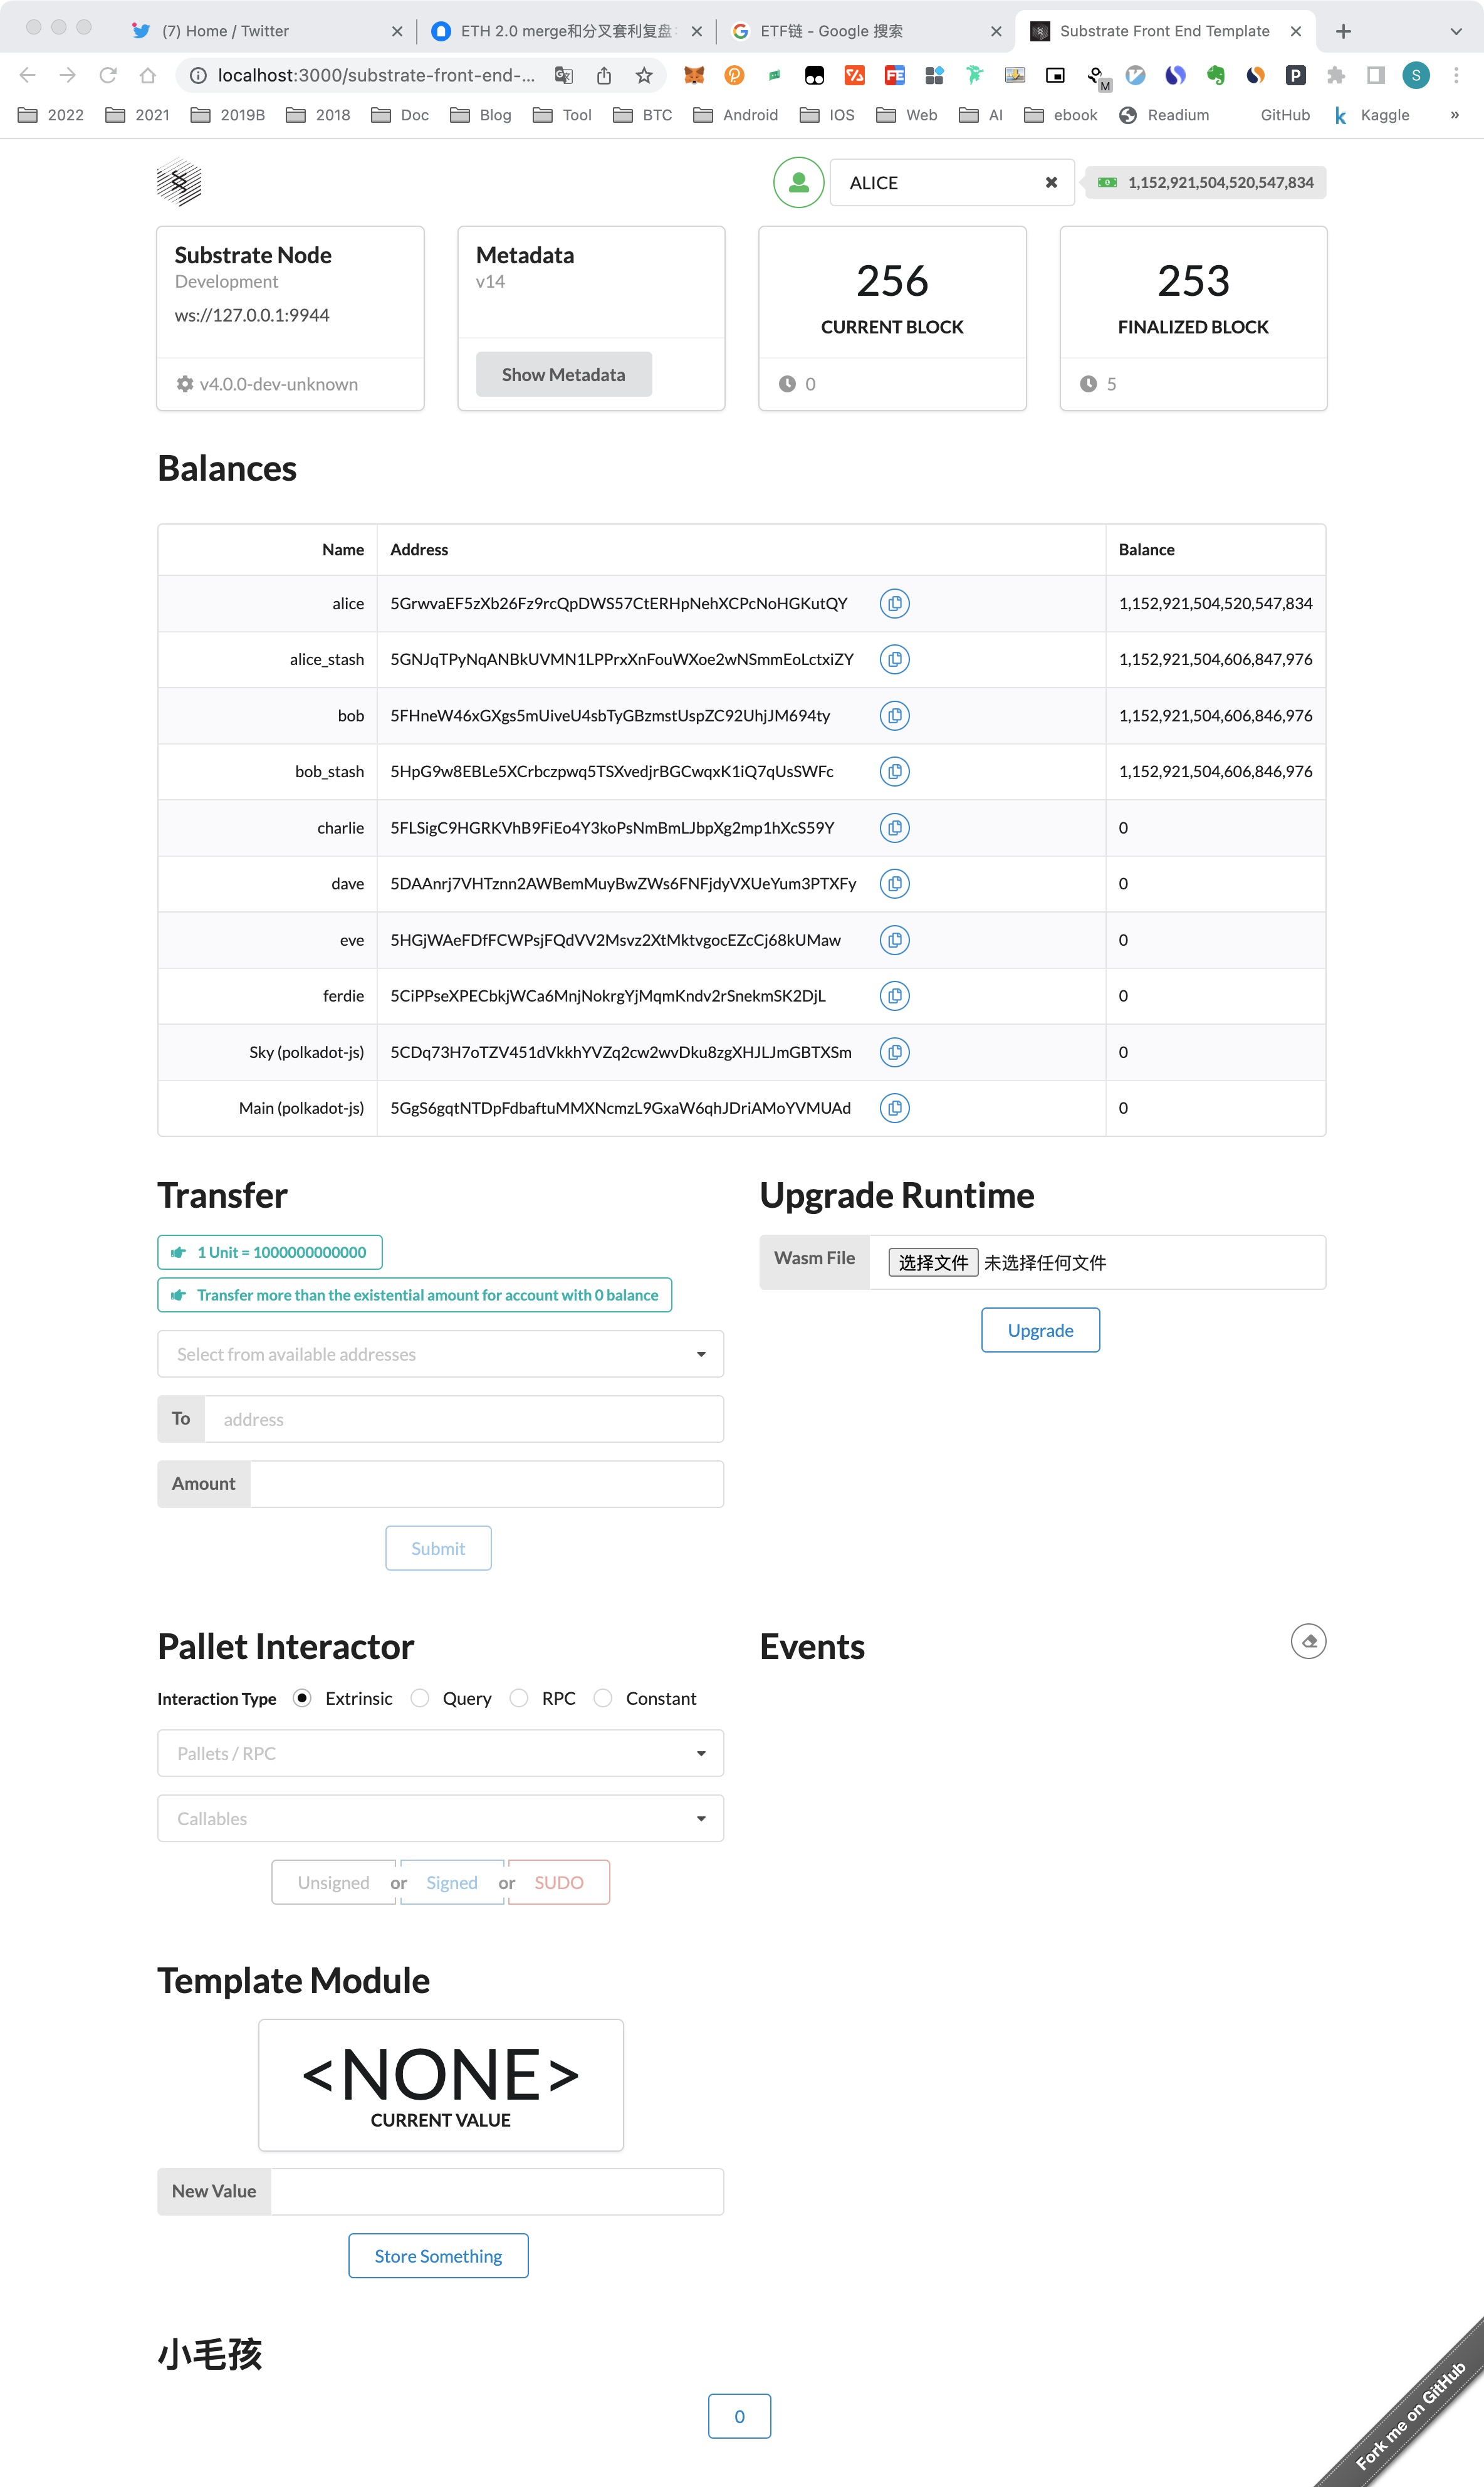 (7) Home / Twitter
ETH 2.0 merge和分叉套利复盘
ETF链 - Google 搜索
Substrate Front End Template
localhost:3000/substrate-front-end-...
M
S
2022
2021
2019B
2018
Doc
Blog
Tool
BTC
Android
IOS
Web
AI
ebook
Readium
GitHub
Kaggle
»
ALICE
1,152,921,504,520,547,834
Substrate Node
Development
ws://127.0.0.1:9944
v4.0.0-dev-unknown
Metadata
v14
Show Metadata
256
CURRENT BLOCK
0
253
FINALIZED BLOCK
5
Balances
Name Address Balance
alice 5GrwvaEF5zXb26Fz9rcQpDWS57CtERHpNehXCPcNoHGKutQY 1,152,921,504,520,547,834
alice_stash 5GNJqTPyNqANBkUVMN1LPPrxXnFouWXoe2wNSmmEoLctxiZY 1,152,921,504,606,847,976
bob 5FHneW46xGXgs5mUiveU4sbTyGBzmstUspZC92UhjJM694ty 1,152,921,504,606,846,976
bob_stash 5HpG9w8EBLe5XCrbczpwq5TSXvedjrBGCwqxK1iQ7qUsSWFc 1,152,921,504,606,846,976
charlie 5FLSigC9HGRKVhB9FiEo4Y3koPsNmBmLJbpXg2mp1hXcS59Y 0
dave 5DAAnrj7VHTznn2AWBemMuyBwZWs6FNFjdyVXUeYum3PTXFy 0
eve 5HGjWAeFDfFCWPsjFQdVV2Msvz2XtMktvgocEZcCj68kUMaw 0
ferdie 5CiPPseXPECbkjWCa6MnjNokrgYjMqmKndv2rSnekmSK2DjL 0
Sky (polkadot-js) 5CDq73H7oTZV451dVkkhYVZq2cw2wvDku8zgXHJLJmGBTXSm 0
Main (polkadot-js) 5GgS6gqtNTDpFdbaftuMMXNcmzL9GxaW6qhJDriAMoYVMUAd 0
Transfer
1 Unit = 1000000000000
Transfer more than the existential amount for account with 0 balance
Select from available addresses
To address
Amount
Submit
Upgrade Runtime
Wasm File 选择文件 未选择任何文件
Upgrade
Pallet Interactor
Interaction Type Extrinsic Query RPC Constant
Pallets / RPC
Callables
Unsigned or Signed or SUDO
Events
Template Module
<NONE>
CURRENT VALUE
New Value
Store Something
小毛孩
0
Fork me on GitHub